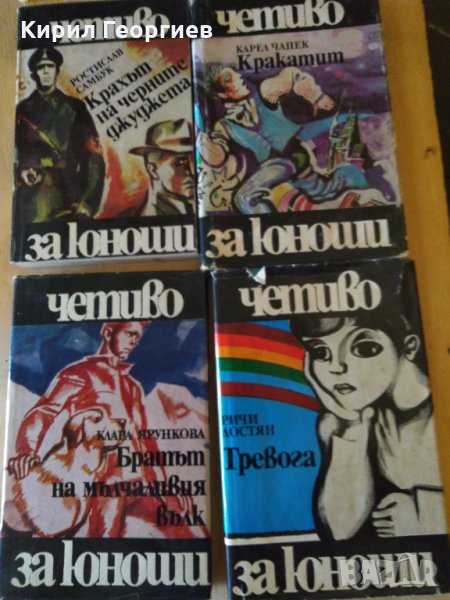 Кирил Георгиев
четиво
РОСТИСЛАВ
САМБУК
Крахът
на черните
джуджета
за юноши
четиво
КАРЕЛ ЧАПЕК
Кракатит
за юноши
четиво
КЛАРА ЯРУНКОВА
Братът
на мълчаливия
вълк
за юноши
четиво
РИЧИ
ДОСТЯН
Тревога
за юноши